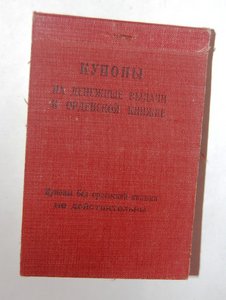 КУПОНЫ
НА ДЕНЕЖНЫЕ ВЫДАЧИ
К ОРДЕНСКОЙ КНИЖКЕ
Купоны без орденской книжки
не действительны